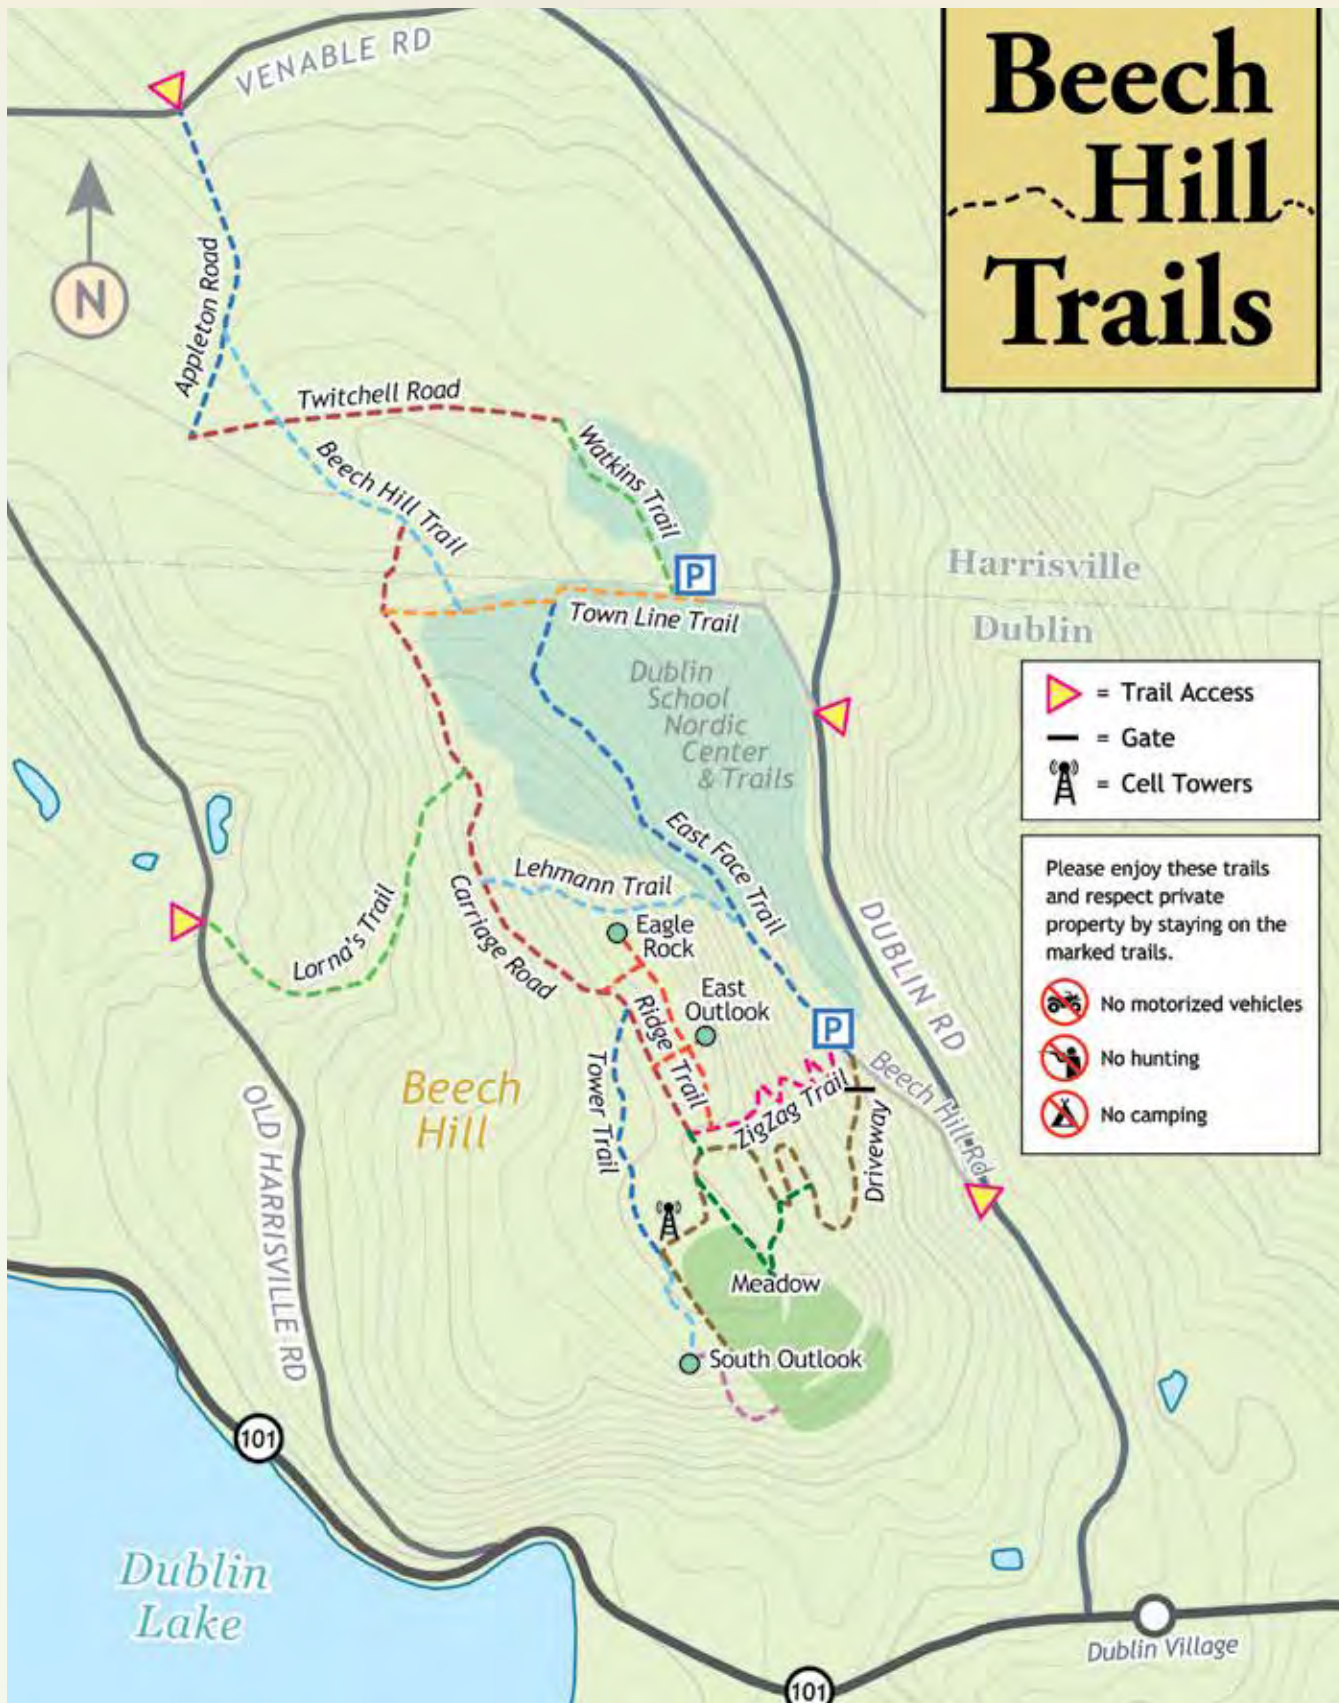 Beech
Hill
Trails
VENABLE RD
N
Appleton Road
Twitchell Road
Watkins Trail
Beech Hill Trail
P
Harrisville
Town Line Trail
Dublin
Dublin
School
Nordic
Center
& Trails
= Trail Access
= Gate
= Cell Towers
East Face Trail
Lehmann Trail
Carriage Road
Lorna's Trail
Eagle
Rock
East
Outlook
Ridge Trail
DUBLIN RD
Please enjoy these trails
and respect private
property by staying on the
marked trails.
No motorized vehicles
No hunting
No camping
P
Beech Hill Rd
Tower Trail
ZigZag Trail
Driveway
Beech
Hill
OLD HARRISVILLE RD
Meadow
South Outlook
101
Dublin
Lake
Dublin Village
101